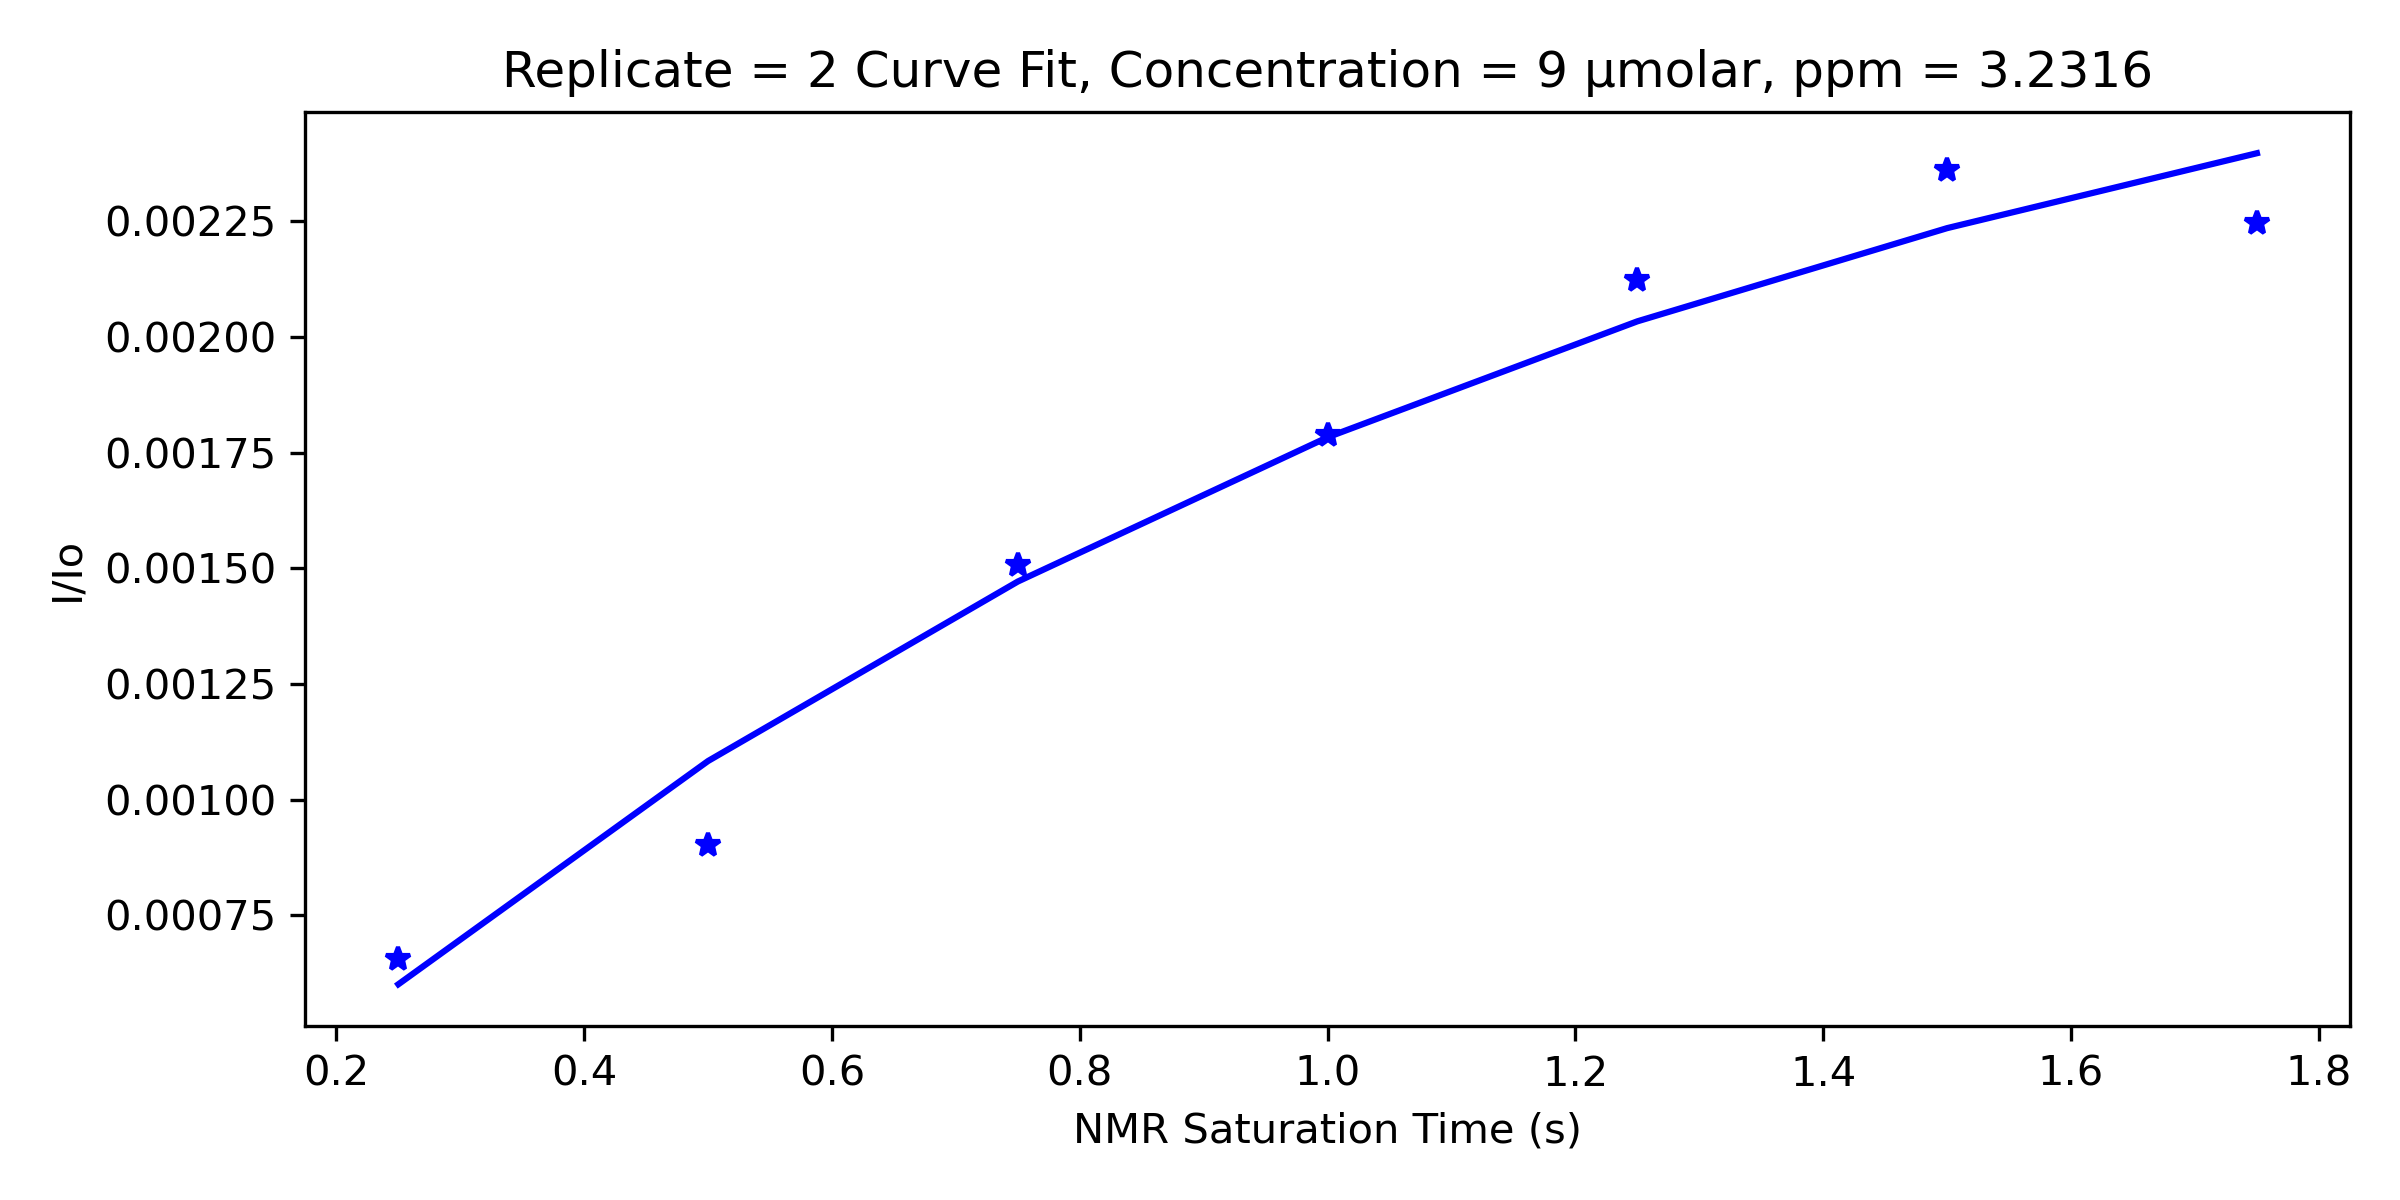 Replicate = 2 Curve Fit, Concentration = 9 µmolar, ppm = 3.2316
I/Io
0.00225
0.00200
0.00175
0.00150
0.00125
0.00100
0.00075
0.2 0.4 0.6 0.8 1.0 1.2 1.4 1.6 1.8
NMR Saturation Time (s)